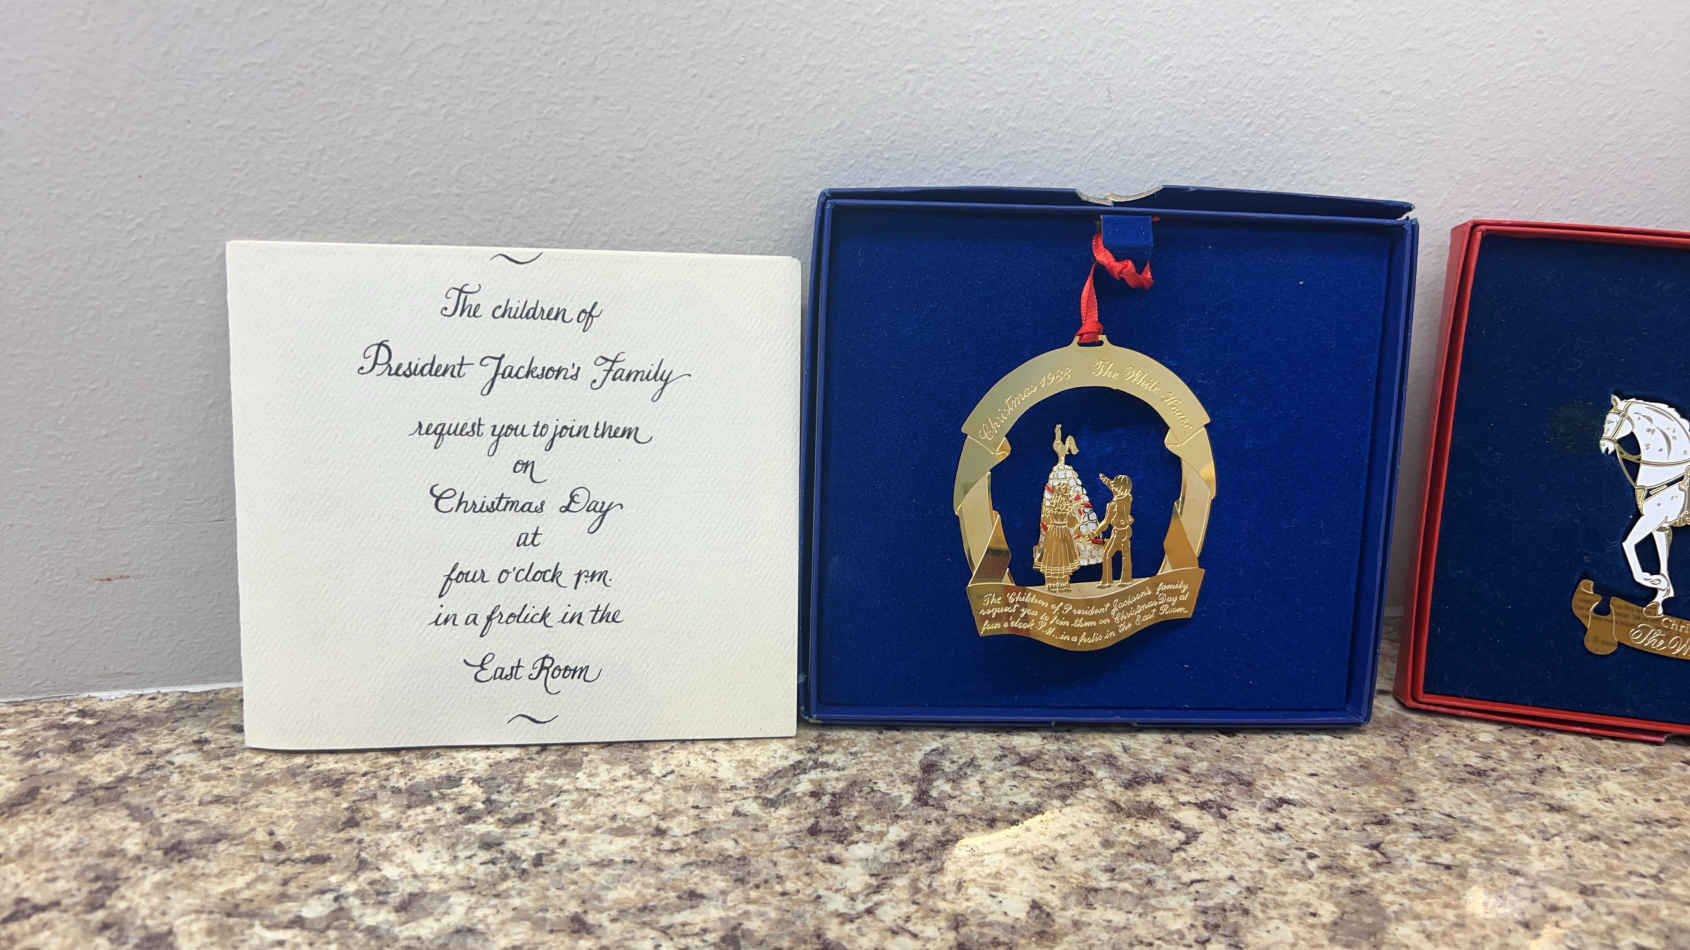 The children of
President Jackson's Family
request you to join them
on
Christmas Day
at
four o'clock p.m.
in a frolick in the
East Room
Christmas 1988 The White House
The Children of President Jackson's family
request you to Join them on Christmas Day at
four o'clock P.M... in a frolic in the East Room
Chri
The W